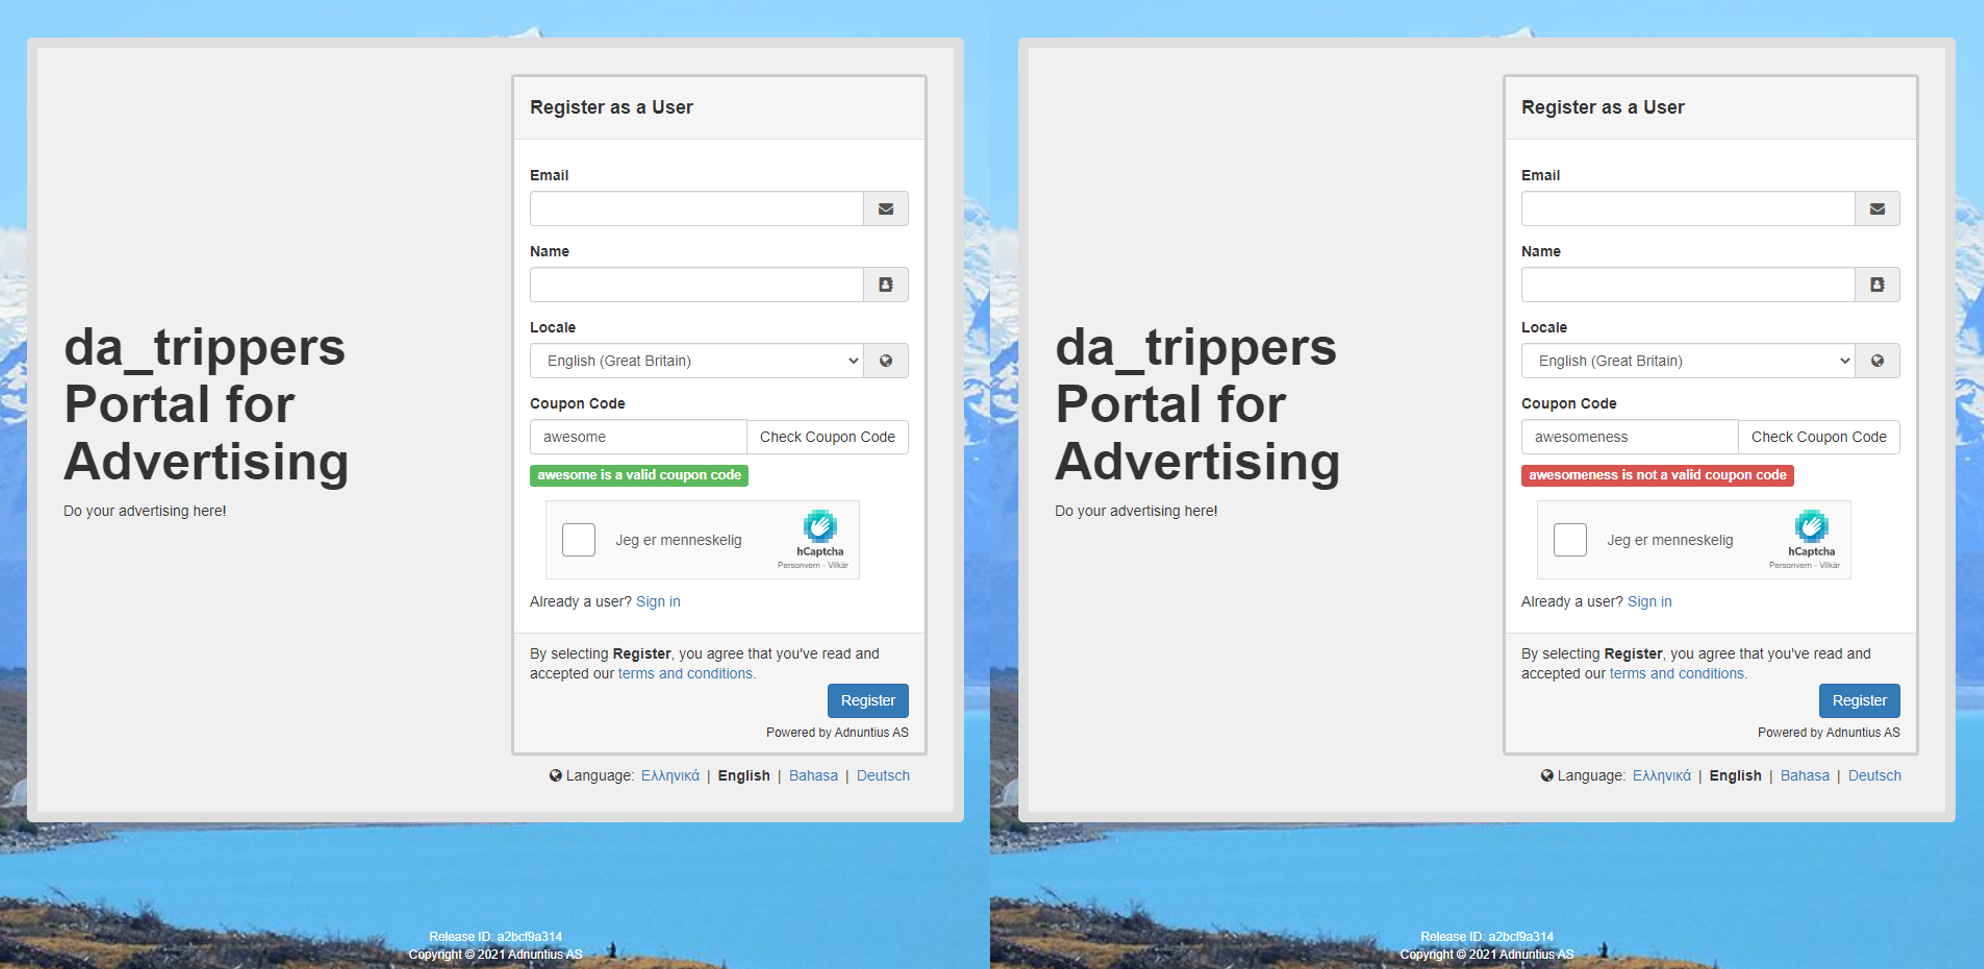 da_trippers
Portal for
Advertising
Do your advertising here!
Register as a User
Email
Name
Locale
English (Great Britain)
Coupon Code
awesome
Check Coupon Code
awesome is a valid coupon code
Jeg er menneskelig
hCaptcha
Personvern - Vilkår
Already a user? Sign in
By selecting Register, you agree that you've read and
accepted our terms and conditions.
Register
Powered by Adnuntius AS
Language: Ελληνικά | English | Bahasa | Deutsch
Release ID: a2bcf9a314
Copyright © 2021 Adnuntius AS
da_trippers
Portal for
Advertising
Do your advertising here!
Register as a User
Email
Name
Locale
English (Great Britain)
Coupon Code
awesomeness
Check Coupon Code
awesomeness is not a valid coupon code
Jeg er menneskelig
hCaptcha
Personvern - Vilkår
Already a user? Sign in
By selecting Register, you agree that you've read and
accepted our terms and conditions.
Register
Powered by Adnuntius AS
Language: Ελληνικά | English | Bahasa | Deutsch
Release ID: a2bcf9a314
Copyright © 2021 Adnuntius AS